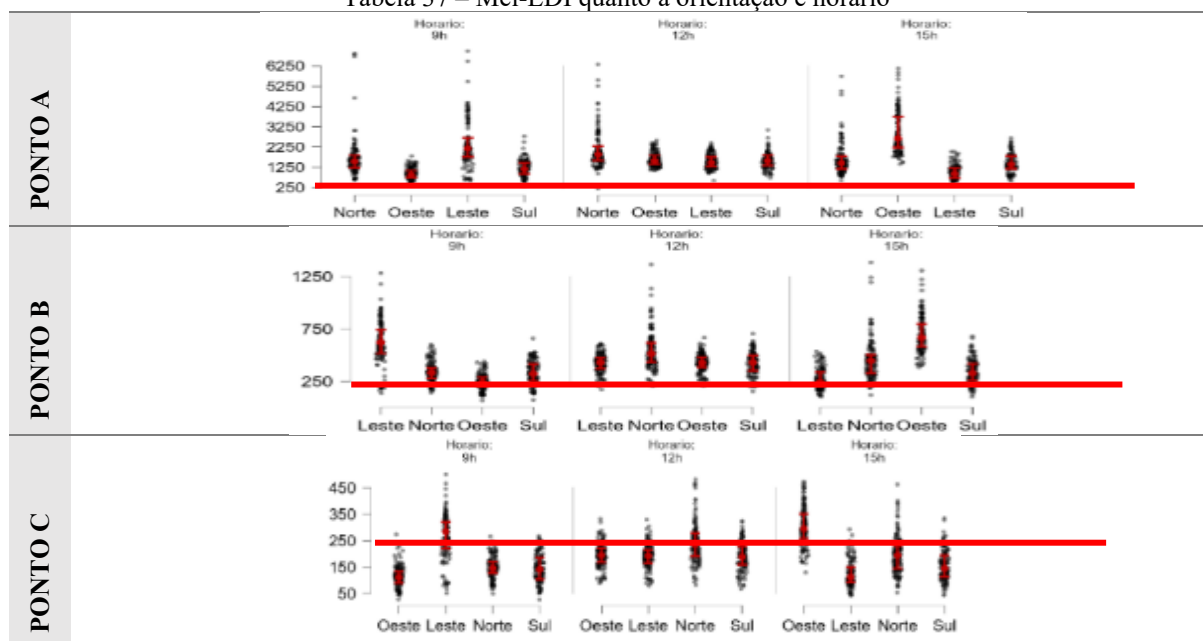 Tabela 37 – Mel-EDI quanto à orientação e horário
PONTO A
Horario: Horario: Horario:
9h 12h 15h
6250
5250
4250
3250
2250
1250
250
Norte Oeste Leste Sul Norte Oeste Leste Sul Norte Oeste Leste Sul
PONTO B
Horario: Horario: Horario:
9h 12h 15h
1250
750
250
Leste Norte Oeste Sul Leste Norte Oeste Sul Leste Norte Oeste Sul
PONTO C
Horario: Horario: Horario:
9h 12h 15h
450
350
250
150
50
Oeste Leste Norte Sul Oeste Leste Norte Sul Oeste Leste Norte Sul